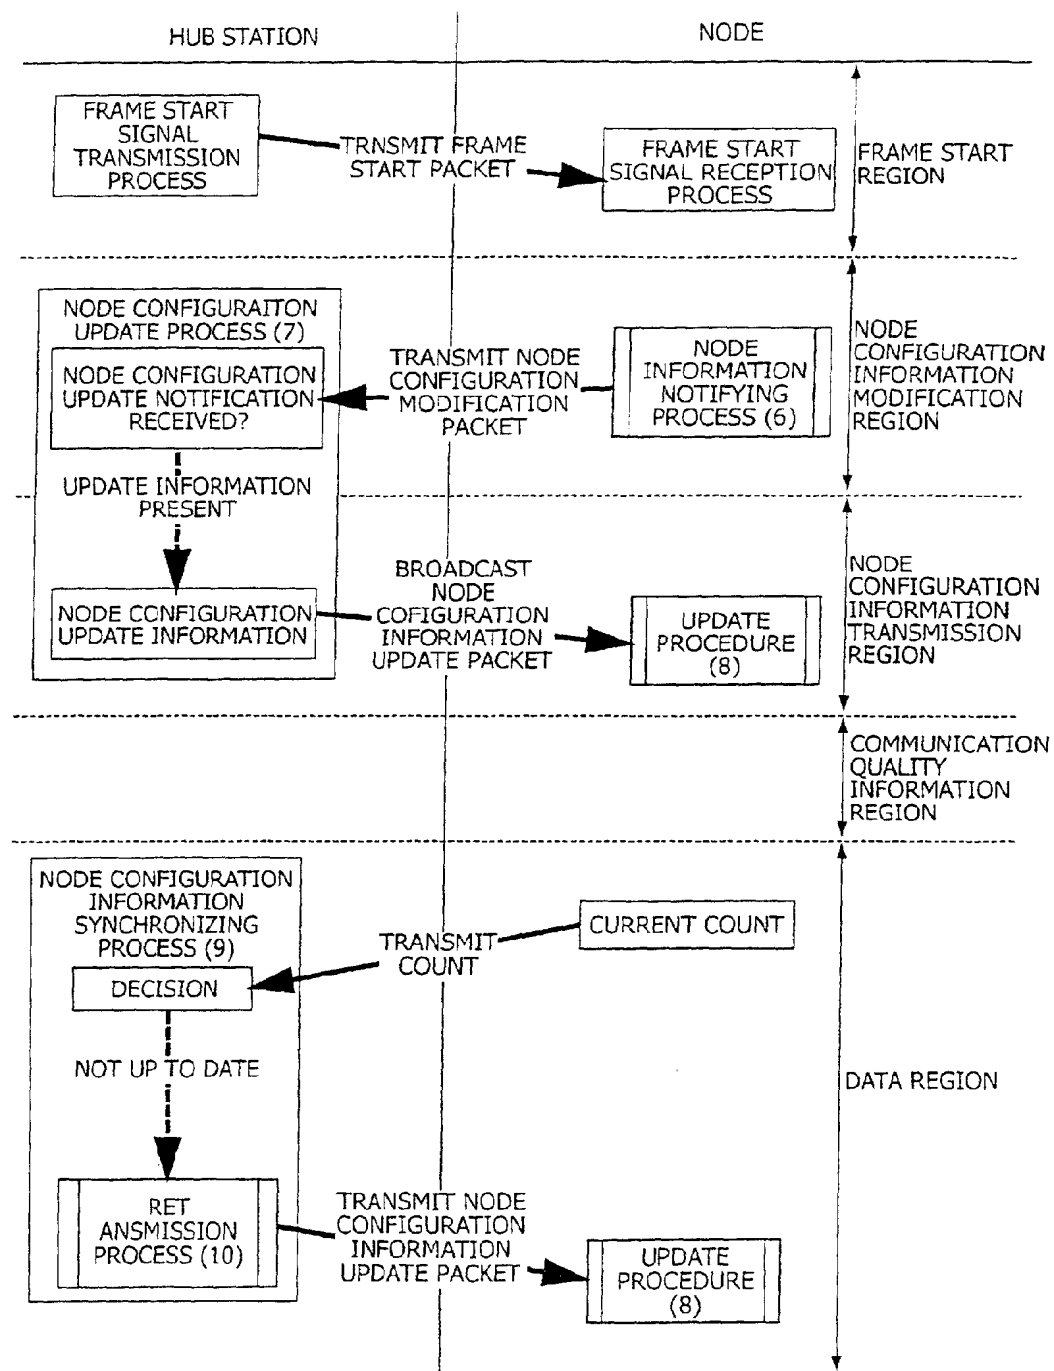 HUB STATION
NODE
FRAME START
SIGNAL
TRANSMISSION
PROCESS
TRNSMIT FRAME
START PACKET
FRAME START
SIGNAL RECEPTION
PROCESS
FRAME START
REGION
NODE CONFIGURAITON
UPDATE PROCESS (7)
NODE CONFIGURATION
UPDATE NOTIFICATION
RECEIVED?
TRANSMIT NODE
CONFIGURATION
MODIFICATION
PACKET
NODE
INFORMATION
NOTIFYING
PROCESS (6)
NODE
CONFIGURATION
INFORMATION
MODIFICATION
REGION
UPDATE INFORMATION
PRESENT
NODE CONFIGURATION
UPDATE INFORMATION
BROADCAST
NODE
COFIGURATION
INFORMATION
UPDATE PACKET
UPDATE
PROCEDURE
(8)
NODE
CONFIGURATION
INFORMATION
TRANSMISSION
REGION
COMMUNICATION
QUALITY
INFORMATION
REGION
NODE CONFIGURATION
INFORMATION
SYNCHRONIZING
PROCESS (9)
DECISION
TRANSMIT
COUNT
CURRENT COUNT
NOT UP TO DATE
DATA REGION
RET
ANSMISSION
PROCESS (10)
TRANSMIT NODE
CONFIGURATION
INFORMATION
UPDATE PACKET
UPDATE
PROCEDURE
(8)